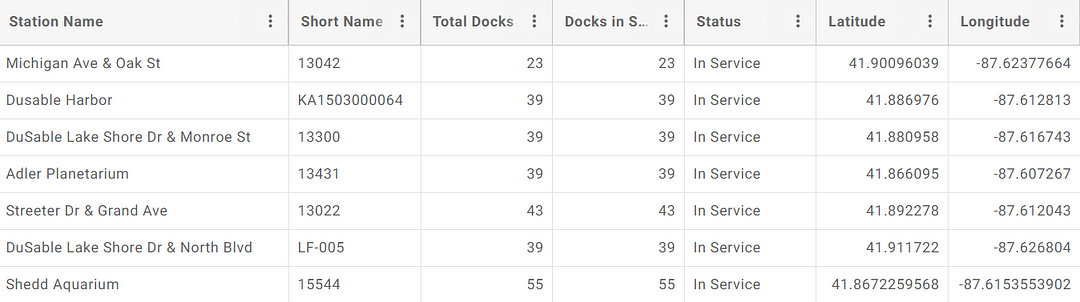 Station Name Short Name Total Docks Docks in S... Status Latitude Longitude
Michigan Ave & Oak St 13042 23 23 In Service 41.90096039 -87.62377664
Dusable Harbor KA1503000064 39 39 In Service 41.886976 -87.612813
DuSable Lake Shore Dr & Monroe St 13300 39 39 In Service 41.880958 -87.616743
Adler Planetarium 13431 39 39 In Service 41.866095 -87.607267
Streeter Dr & Grand Ave 13022 43 43 In Service 41.892278 -87.612043
DuSable Lake Shore Dr & North Blvd LF-005 39 39 In Service 41.911722 -87.626804
Shedd Aquarium 15544 55 55 In Service 41.8672259568 -87.6153553902